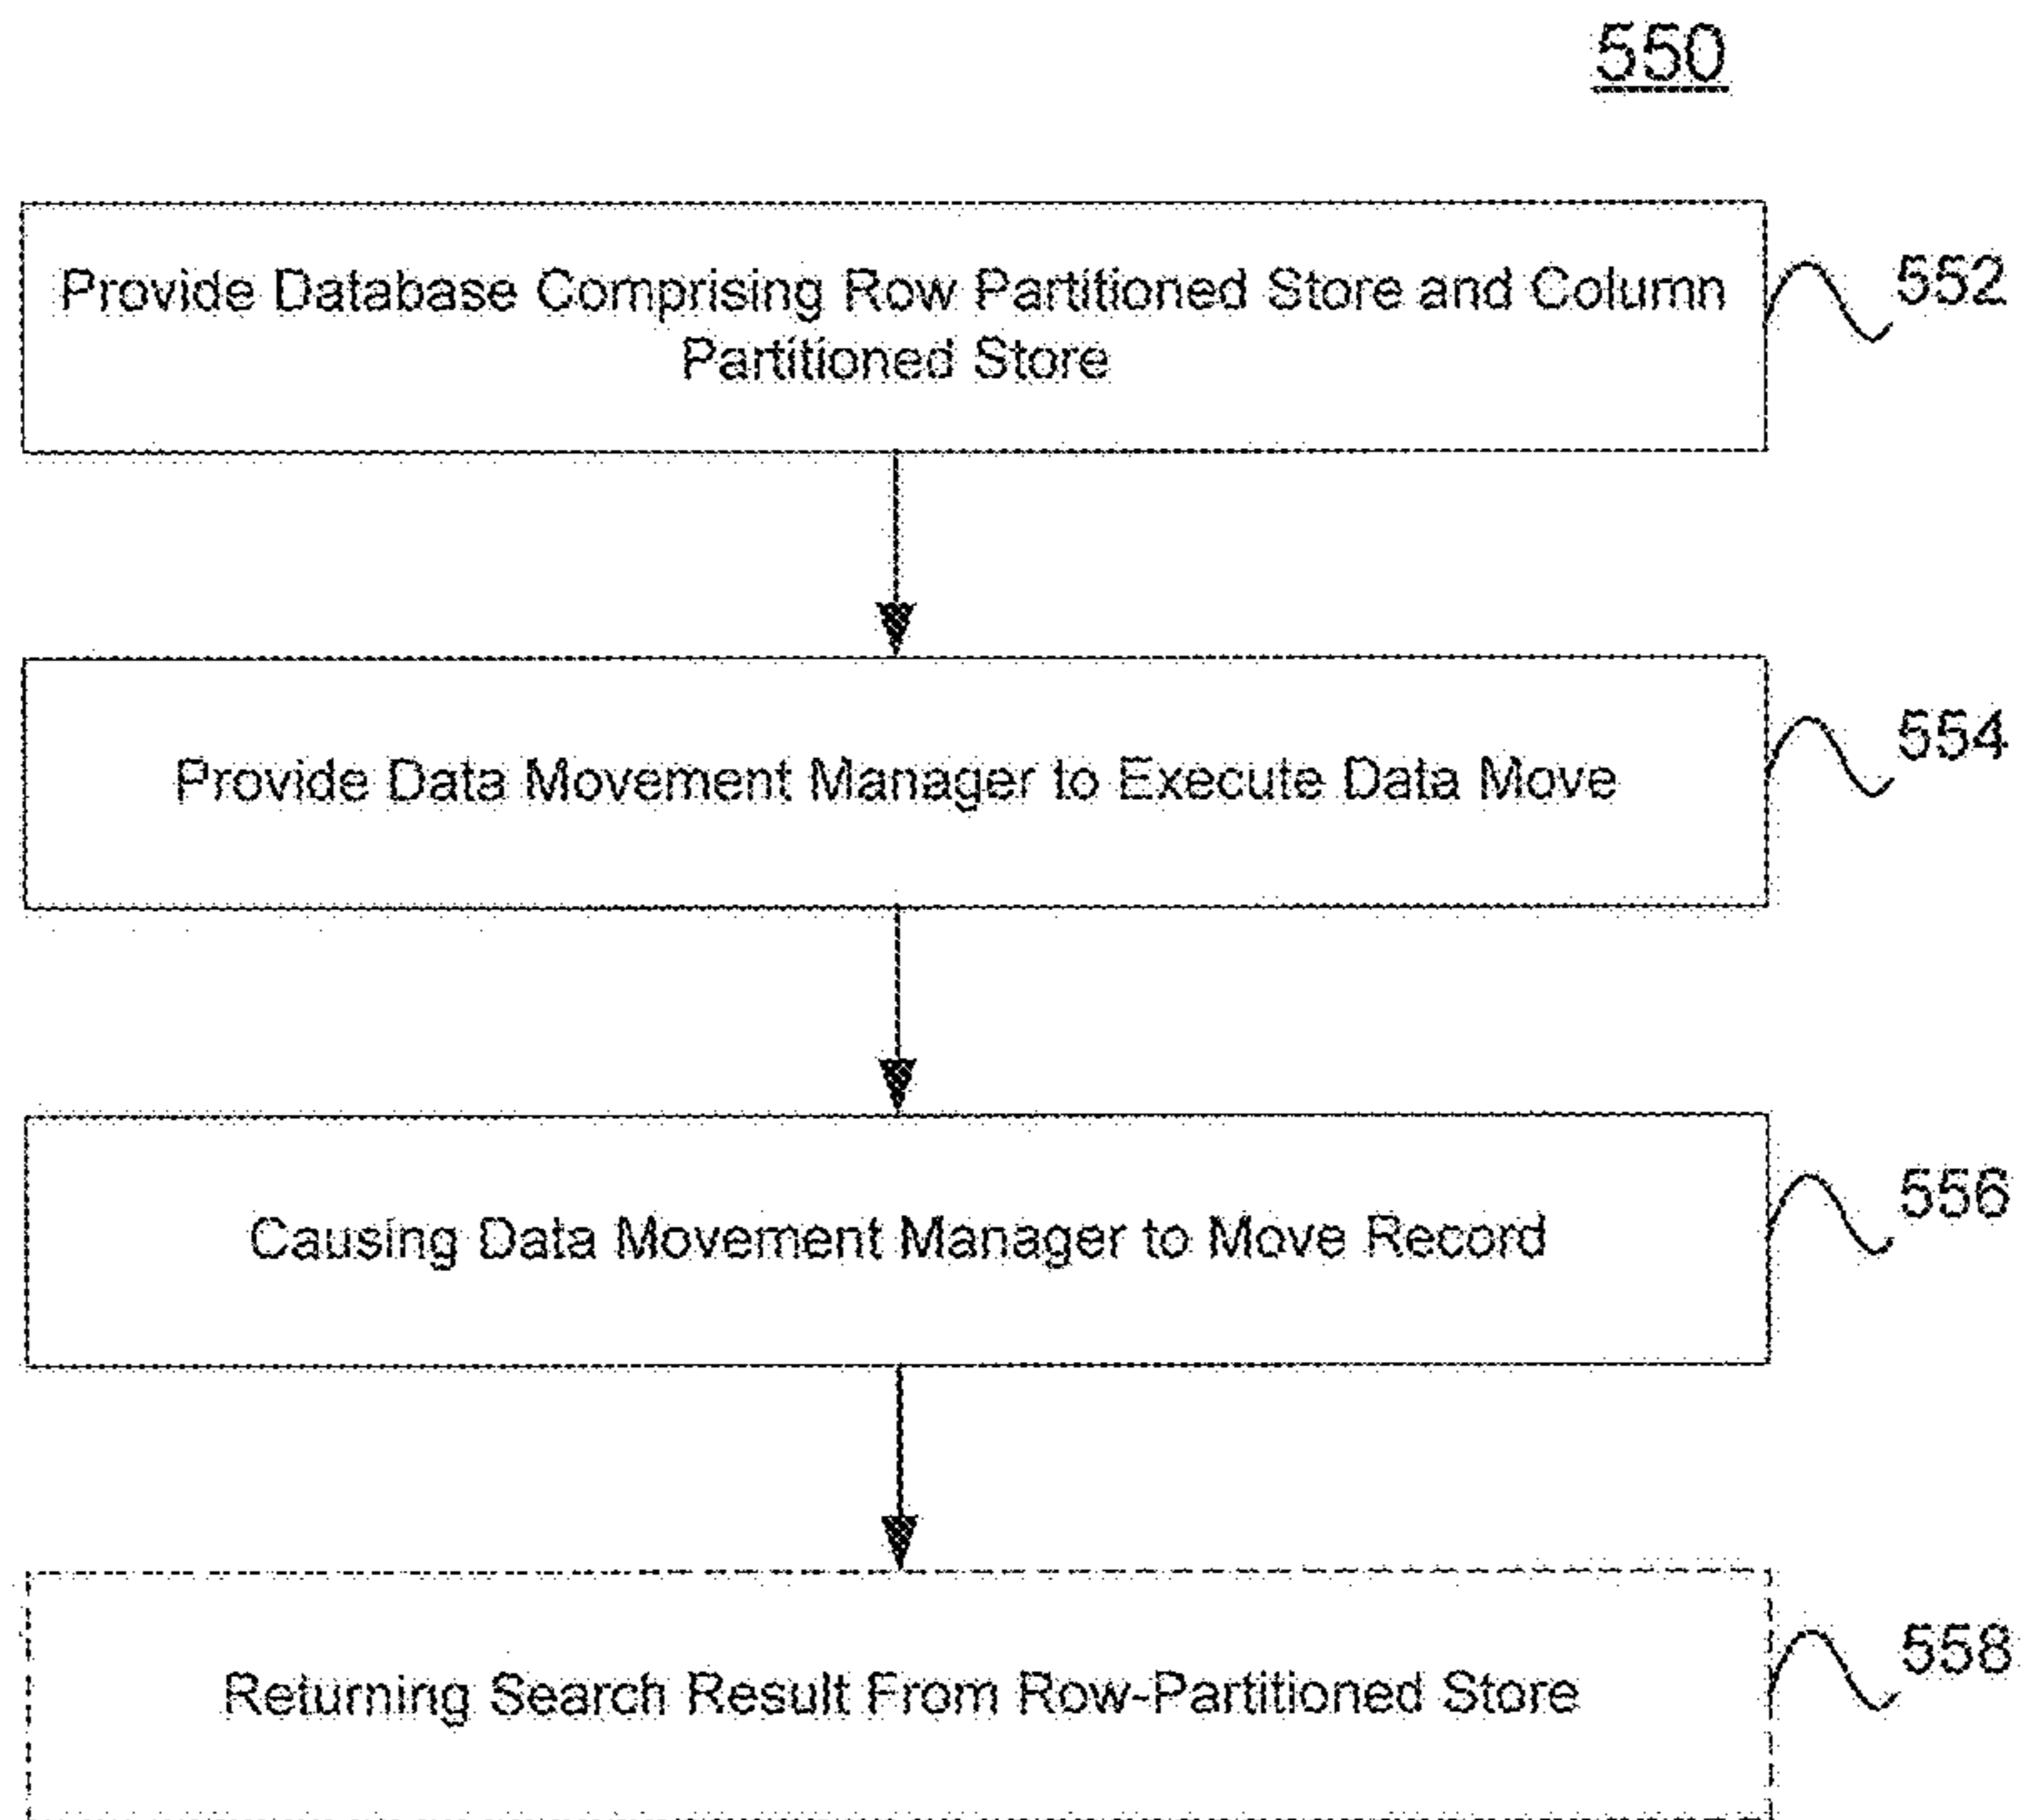 550
Provide Database Comprising Row Partitioned Store and Column
Partitioned Store
552
Provide Data Movement Manager to Execute Data Move
554
Causing Data Movement Manager to Move Record
556
Returning Search Result From Row-Partitioned Store
558